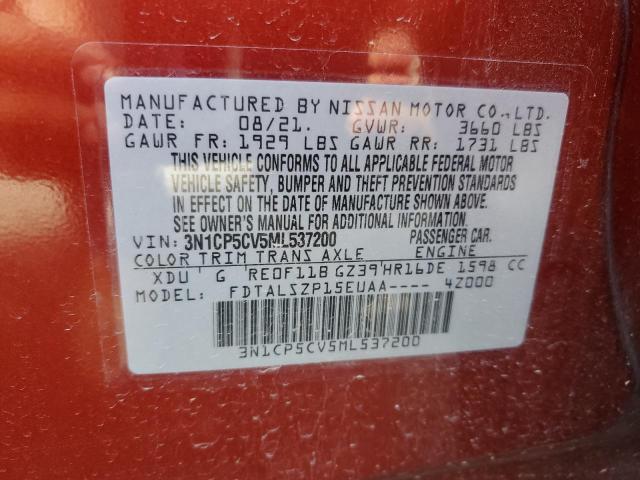 MANUFACTURED BY NISSAN MOTOR CO., LTD.
DATE: 08/21. GVWR: 3660 LBS
GAWR FR: 1929 LBS GAWR RR: 1731 LBS
THIS VEHICLE CONFORMS TO ALL APPLICABLE FEDERAL MOTOR
VEHICLE SAFETY, BUMPER AND THEFT PREVENTION STANDARDS
IN EFFECT ON THE DATE OF MANUFACTURE SHOWN ABOVE.
SEE OWNER'S MANUAL FOR ADDITIONAL INFORMATION.
VIN: 3N1CP5CV5ML537200 PASSENGER CAR.
COLOR TRIM TRANS AXLE ENGINE
XDU ' G RE0F11B GZ39'HR16DE 1598 CC
MODEL: FDTALSZP15EUAA---- 4Z000
3N1CP5CV5ML537200